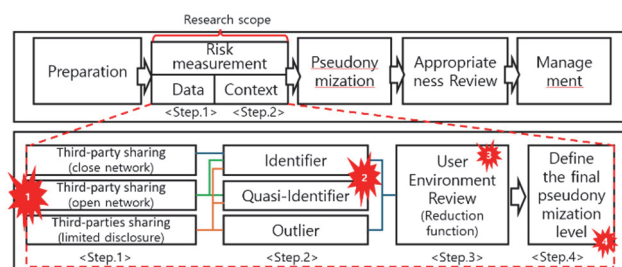 Research scope
Preparation
Risk
measurement
Data
Context
Pseudony
mization
Appropriate
ness Review
Manage
ment
<Step.1>
<Step.2>
Third-party sharing
(close network)
Third-party sharing
(open network)
Third-parties sharing
(limited disclosure)
1
Identifier
Quasi-Identifier
Outlier
2
User
Environment
Review
(Reduction
function)
3
Define
the final
pseudony
mization
level
4
<Step.1>
<Step.2>
<Step.3>
<Step.4>